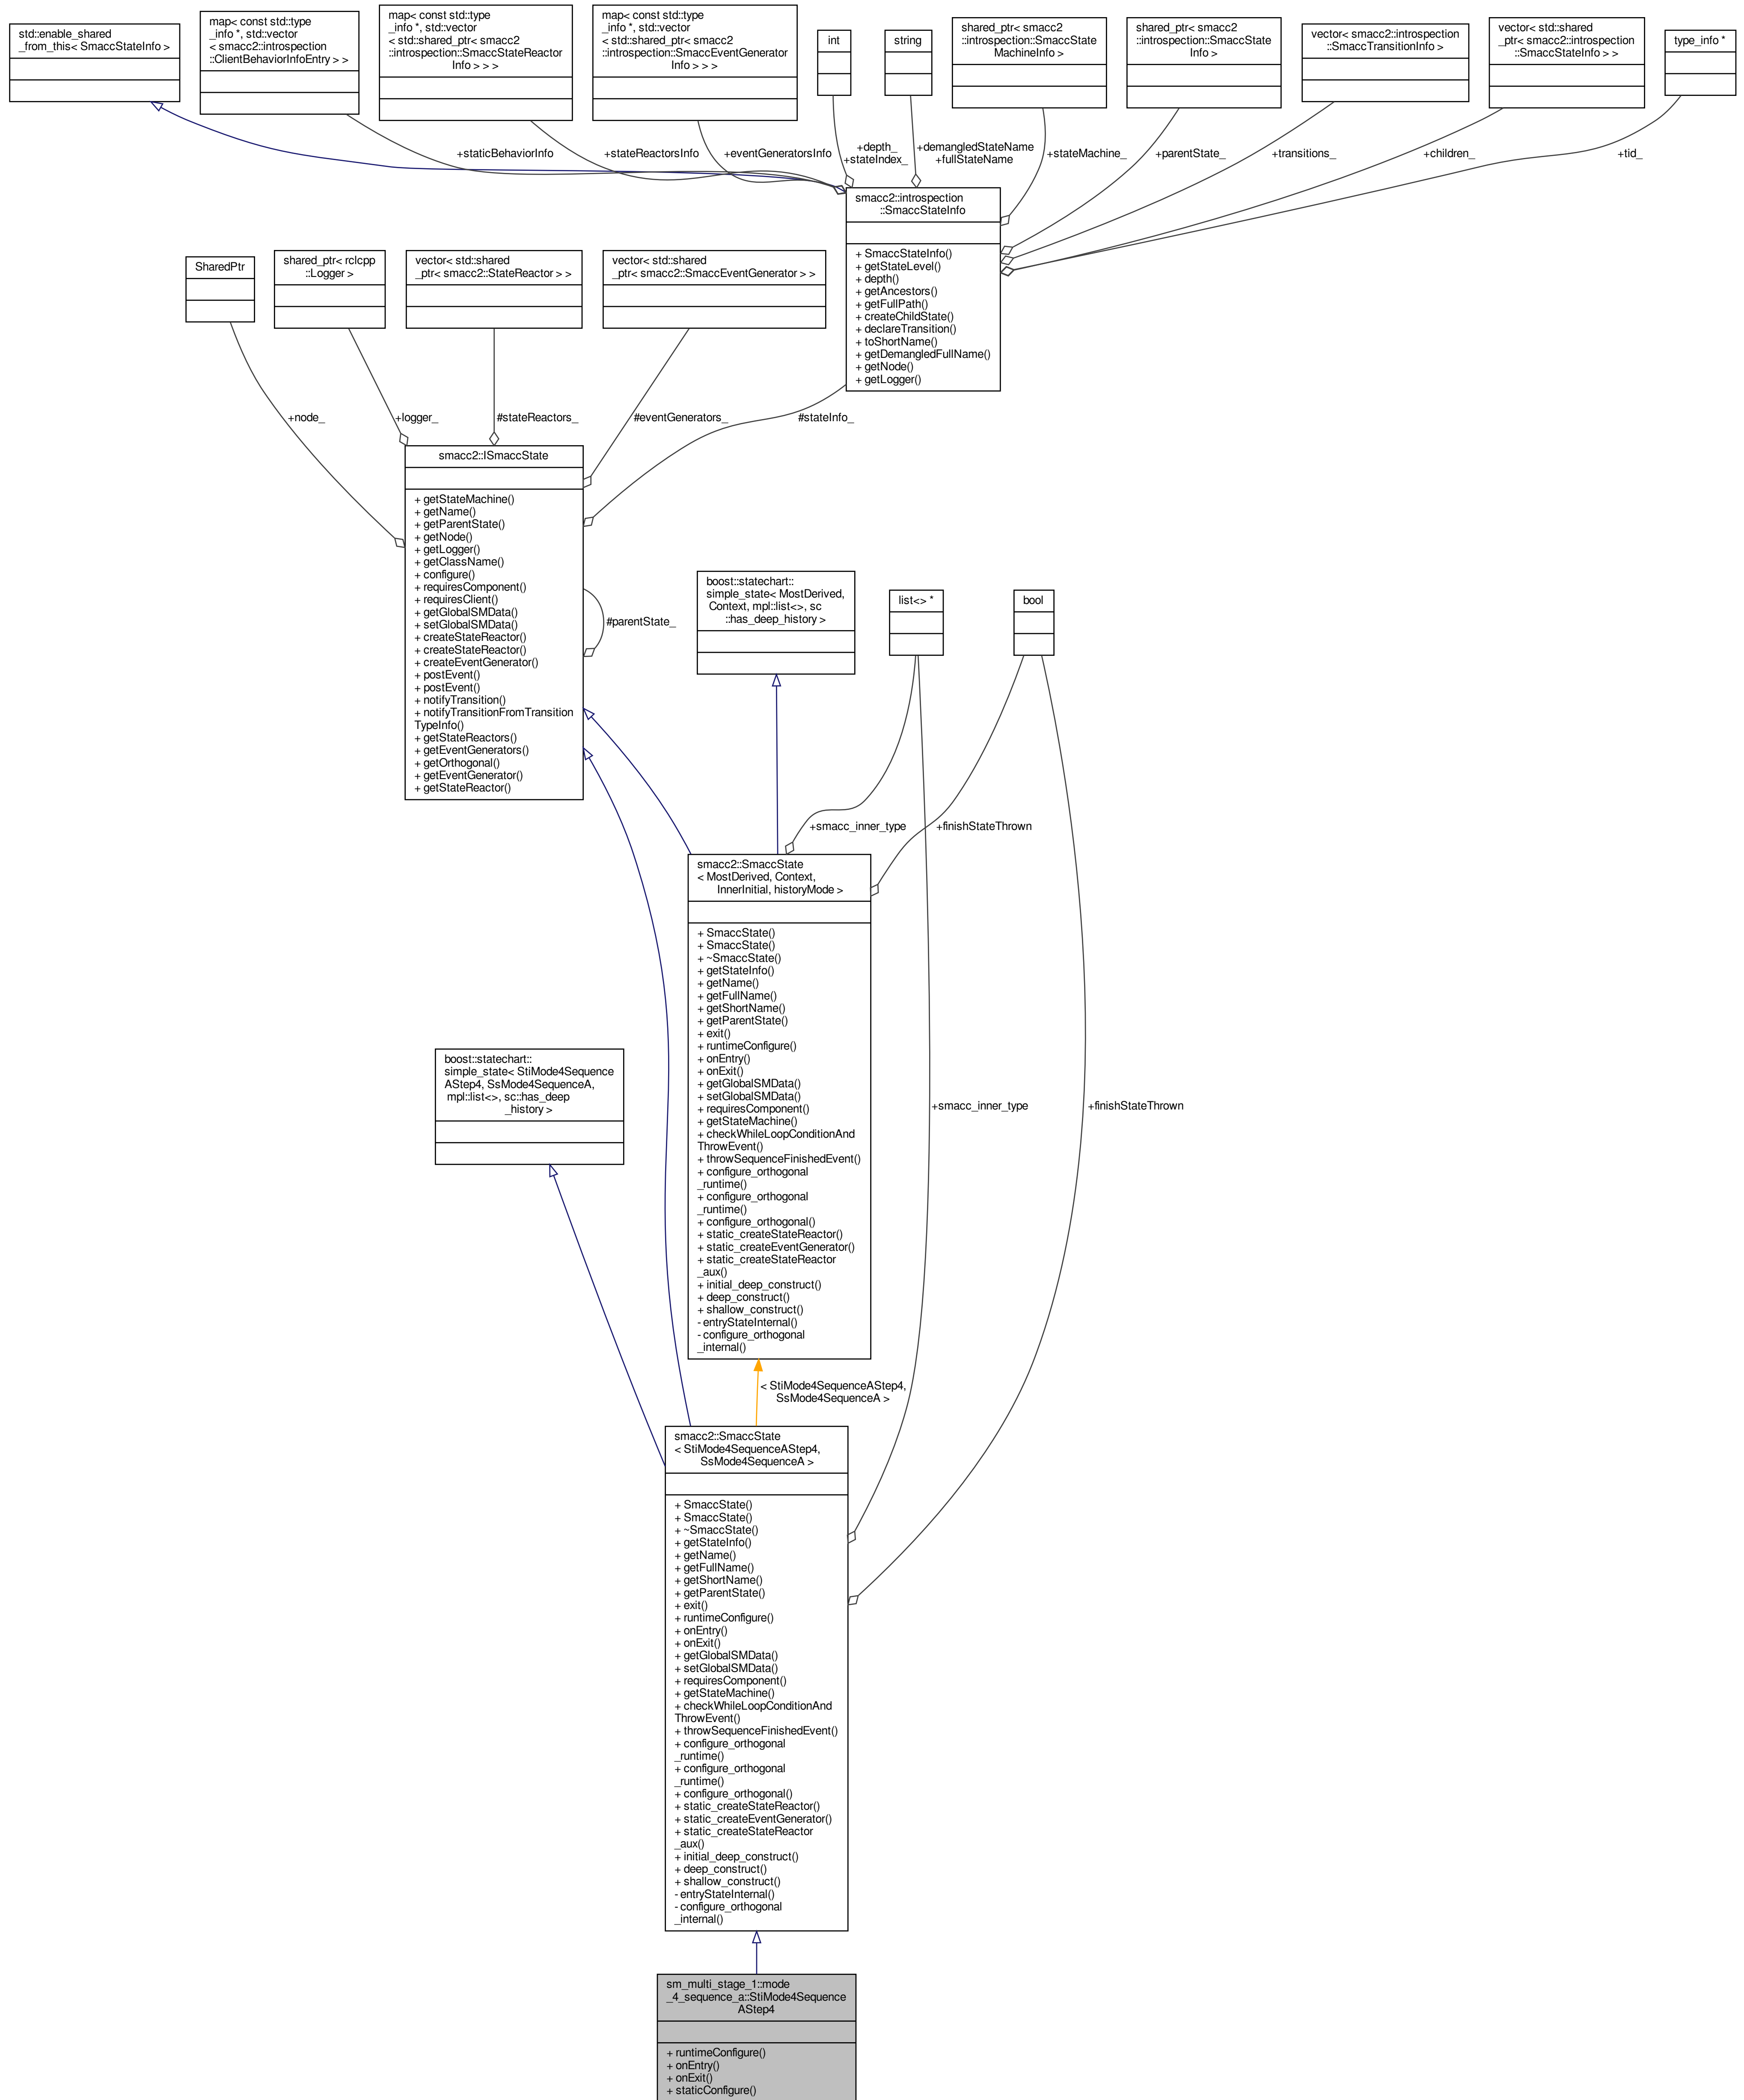 std::enable_shared
_from_this< SmaccStateInfo >
map< const std::type
_info *, std::vector
< smacc2::introspection
::ClientBehaviorInfoEntry > >
map< const std::type
_info *, std::vector
< std::shared_ptr< smacc2
::introspection::SmaccStateReactor
Info > > >
map< const std::type
_info *, std::vector
< std::shared_ptr< smacc2
::introspection::SmaccEventGenerator
Info > > >
int
string
shared_ptr< smacc2
::introspection::SmaccState
MachineInfo >
shared_ptr< smacc2
::introspection::SmaccState
Info >
vector< smacc2::introspection
::SmaccTransitionInfo >
vector< std::shared
_ptr< smacc2::introspection
::SmaccStateInfo > >
type_info *
+staticBehaviorInfo
+stateReactorsInfo
+eventGeneratorsInfo
+depth_
+stateIndex_
+demangledStateName
+fullStateName
+stateMachine_
+parentState_
+transitions_
+children_
+tid_
smacc2::introspection
::SmaccStateInfo
+ SmaccStateInfo()
+ getStateLevel()
+ depth()
+ getAncestors()
+ getFullPath()
+ createChildState()
+ declareTransition()
+ toShortName()
+ getDemangledFullName()
+ getNode()
+ getLogger()
SharedPtr
shared_ptr< rclcpp
::Logger >
vector< std::shared
_ptr< smacc2::StateReactor > >
vector< std::shared
_ptr< smacc2::SmaccEventGenerator > >
+node_
+logger_
#stateReactors_
#eventGenerators_
#stateInfo_
smacc2::ISmaccState
+ getStateMachine()
+ getName()
+ getParentState()
+ getNode()
+ getLogger()
+ getClassName()
+ configure()
+ requiresComponent()
+ requiresClient()
+ getGlobalSMData()
+ setGlobalSMData()
+ createStateReactor()
+ createStateReactor()
+ createEventGenerator()
+ postEvent()
+ postEvent()
+ notifyTransition()
+ notifyTransitionFromTransition
TypeInfo()
+ getStateReactors()
+ getEventGenerators()
+ getOrthogonal()
+ getEventGenerator()
+ getStateReactor()
#parentState_
boost::statechart::
simple_state< MostDerived,
Context, mpl::list<>, sc
::has_deep_history >
list<> *
bool
+smacc_inner_type
+finishStateThrown
smacc2::SmaccState
< MostDerived, Context,
InnerInitial, historyMode >
+ SmaccState()
+ SmaccState()
+ ~SmaccState()
+ getStateInfo()
+ getName()
+ getFullName()
+ getShortName()
+ getParentState()
+ exit()
+ runtimeConfigure()
+ onEntry()
+ onExit()
+ getGlobalSMData()
+ setGlobalSMData()
+ requiresComponent()
+ getStateMachine()
+ checkWhileLoopConditionAnd
ThrowEvent()
+ throwSequenceFinishedEvent()
+ configure_orthogonal
_runtime()
+ configure_orthogonal
_runtime()
+ configure_orthogonal()
+ static_createStateReactor()
+ static_createEventGenerator()
+ static_createStateReactor
_aux()
+ initial_deep_construct()
+ deep_construct()
+ shallow_construct()
- entryStateInternal()
- configure_orthogonal
_internal()
boost::statechart::
simple_state< StiMode4Sequence
AStep4, SsMode4SequenceA,
mpl::list<>, sc::has_deep
_history >
+smacc_inner_type
+finishStateThrown
< StiMode4SequenceAStep4,
SsMode4SequenceA >
smacc2::SmaccState
< StiMode4SequenceAStep4,
SsMode4SequenceA >
+ SmaccState()
+ SmaccState()
+ ~SmaccState()
+ getStateInfo()
+ getName()
+ getFullName()
+ getShortName()
+ getParentState()
+ exit()
+ runtimeConfigure()
+ onEntry()
+ onExit()
+ getGlobalSMData()
+ setGlobalSMData()
+ requiresComponent()
+ getStateMachine()
+ checkWhileLoopConditionAnd
ThrowEvent()
+ throwSequenceFinishedEvent()
+ configure_orthogonal
_runtime()
+ configure_orthogonal
_runtime()
+ configure_orthogonal()
+ static_createStateReactor()
+ static_createEventGenerator()
+ static_createStateReactor
_aux()
+ initial_deep_construct()
+ deep_construct()
+ shallow_construct()
- entryStateInternal()
- configure_orthogonal
_internal()
sm_multi_stage_1::mode
_4_sequence_a::StiMode4Sequence
AStep4
+ runtimeConfigure()
+ onEntry()
+ onExit()
+ staticConfigure()